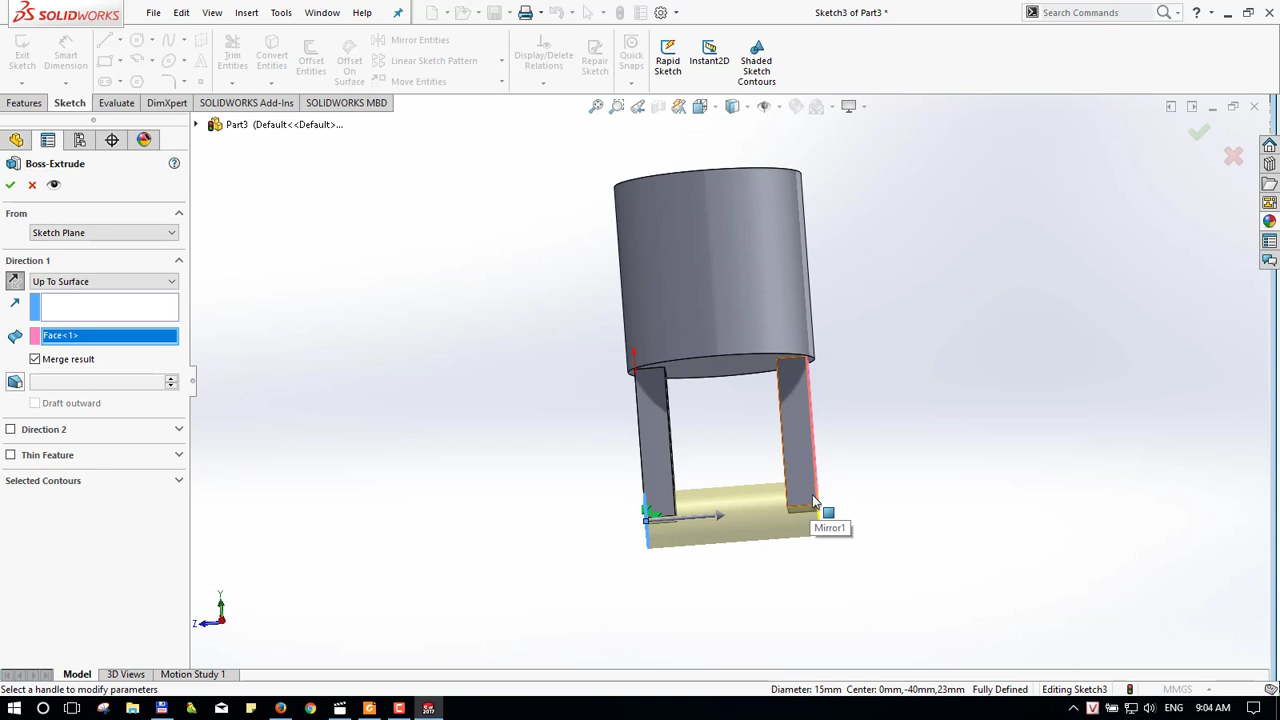 SOLIDWORKS
File
Edit
View
Insert
Tools
Window
Help
Sketch3 of Part3 *
Search Commands
?
Exit
Sketch
Smart
Dimension
Trim
Entities
Convert
Entities
Offset
Entities
Offset
On
Surface
Mirror Entities
Linear Sketch Pattern
Move Entities
Display/Delete
Relations
Repair
Sketch
Quick
Snaps
Rapid
Sketch
Instant2D
Shaded
Sketch
Contours
Features
Sketch
Evaluate
DimXpert
SOLIDWORKS Add-Ins
SOLIDWORKS MBD
Part3 (Default<<Default>...
Boss-Extrude
?
From
Sketch Plane
Direction 1
Up To Surface
Face<1>
Merge result
Draft outward
Direction 2
Thin Feature
Selected Contours
Mirror1
Y
Z
Model
3D Views
Motion Study 1
Select a handle to modify parameters
Diameter: 15mm Center: 0mm,-40mm,23mm
Fully Defined
Editing Sketch3
MMGS
2017
V
ENG
9:04 AM